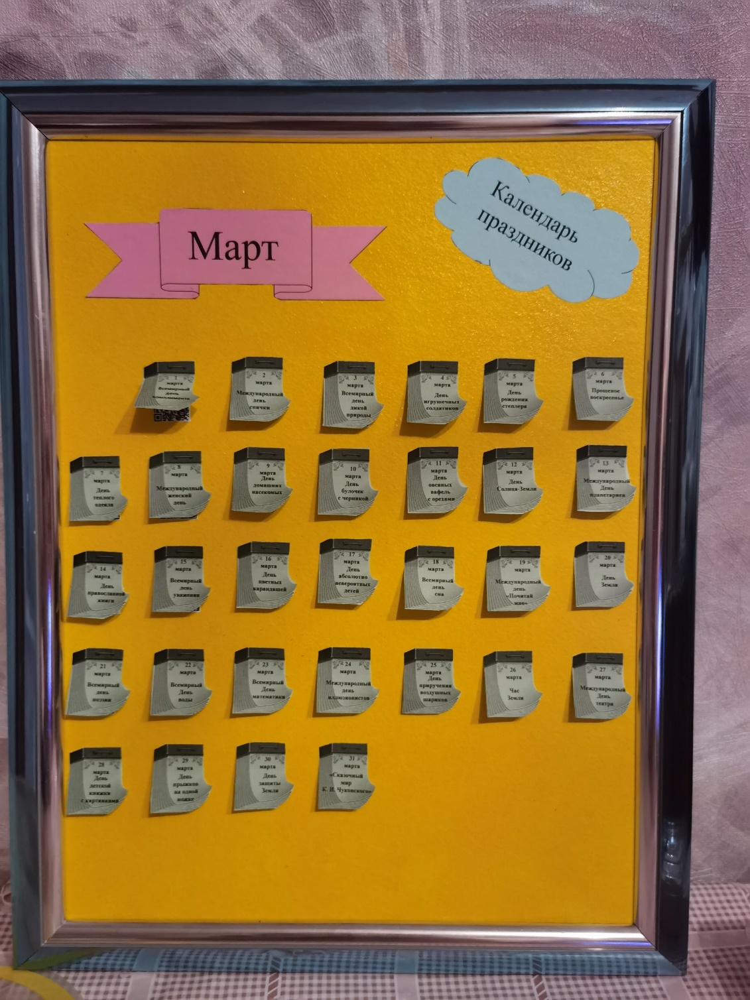 Календарь
праздников
Март
1
марта
Всемирный
день
комплимента
2
марта
Международный
день
спички
3
марта
Всемирный
день
дикой
природы
4
марта
День
игрушечных
солдатиков
5
марта
День
рождения
степлера
6
марта
Прощеное
воскресенье
7
марта
День
теплого
одеяла
8
марта
Международный
женский
день
9
марта
День
домашних
насекомых
10
марта
День
булочек
с черникой
11
марта
День
овсяных
вафель
с орехами
12
марта
День
Солнца-Земли
13
марта
Международный
День
планетариев
14
марта
День
православной
книги
15
марта
Всемирный
день
уважения
16
марта
День
цветных
карандашей
17
марта
День
абсолютно
невероятных
детей
18
марта
Всемирный
день
сна
19
марта
Международный
день
«Почитай
мне»
20
марта
День
Земли
21
марта
Всемирный
день
поэзии
22
марта
Всемирный
День
воды
23
марта
Всемирный
День
математики
24
марта
Международный
день
иллюзионистов
25
марта
День
приручения
воздушных
шариков
26
марта
Час
Земли
27
марта
Международный
День
театра
28
марта
День
детской
книжки
с картинками
29
марта
День
прыжков
на одной
ножке
30
марта
День
защиты
Земли
31
марта
«Сказочный
мир
К. И. Чуковского»